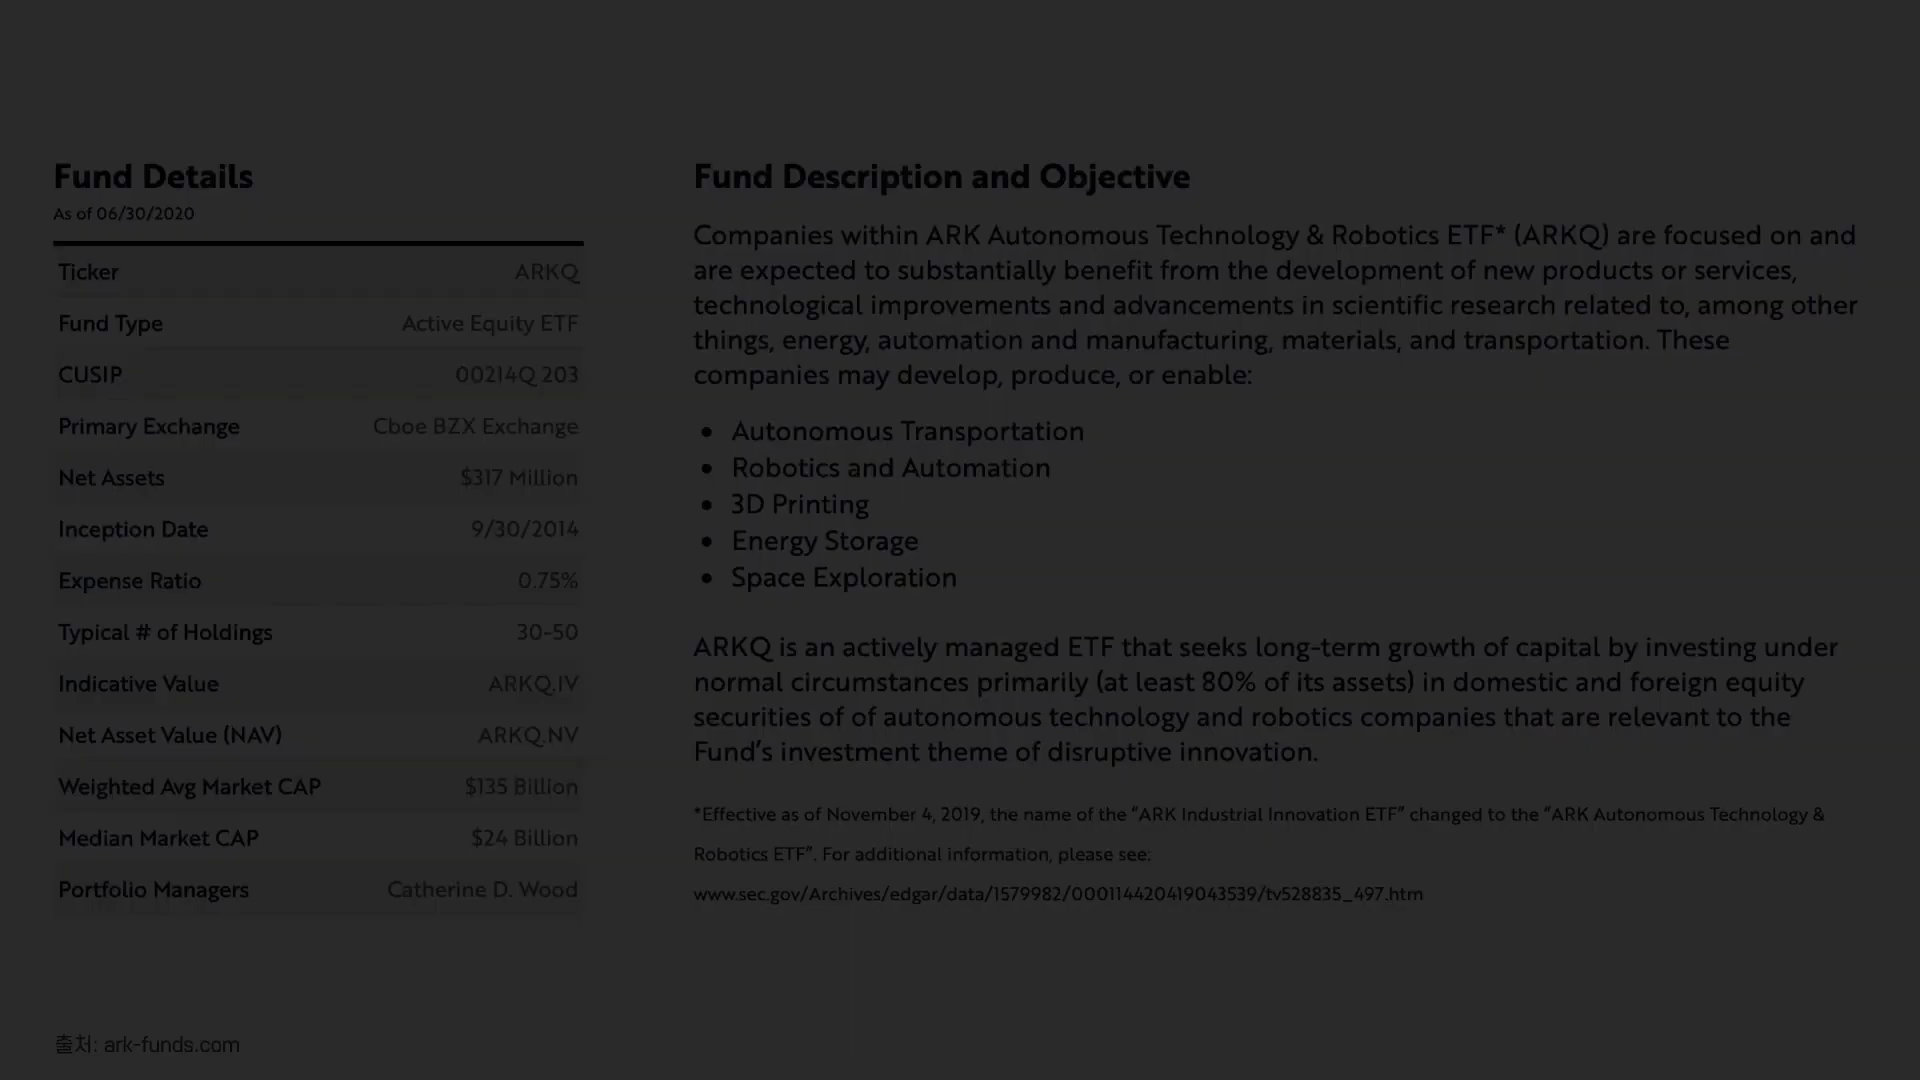 Fund Details
As of 06/30/2020
Ticker ARKQ
Fund Type Active Equity ETF
CUSIP 00214Q 203
Primary Exchange Cboe BZX Exchange
Net Assets $317 Million
Inception Date 9/30/2014
Expense Ratio 0.75%
Typical # of Holdings 30-50
Indicative Value ARKQ.IV
Net Asset Value (NAV) ARKQ.NV
Weighted Avg Market CAP $135 Billion
Median Market CAP $24 Billion
Portfolio Managers Catherine D. Wood
Fund Description and Objective
Companies within ARK Autonomous Technology & Robotics ETF* (ARKQ) are focused on and
are expected to substantially benefit from the development of new products or services,
technological improvements and advancements in scientific research related to, among other
things, energy, automation and manufacturing, materials, and transportation. These
companies may develop, produce, or enable:
• Autonomous Transportation
• Robotics and Automation
• 3D Printing
• Energy Storage
• Space Exploration
ARKQ is an actively managed ETF that seeks long-term growth of capital by investing under
normal circumstances primarily (at least 80% of its assets) in domestic and foreign equity
securities of of autonomous technology and robotics companies that are relevant to the
Fund's investment theme of disruptive innovation.
*Effective as of November 4, 2019, the name of the "ARK Industrial Innovation ETF" changed to the "ARK Autonomous Technology &
Robotics ETF". For additional information, please see:
www.sec.gov/Archives/edgar/data/1579982/000114420419043539/tv528835_497.htm
출처: ark-funds.com